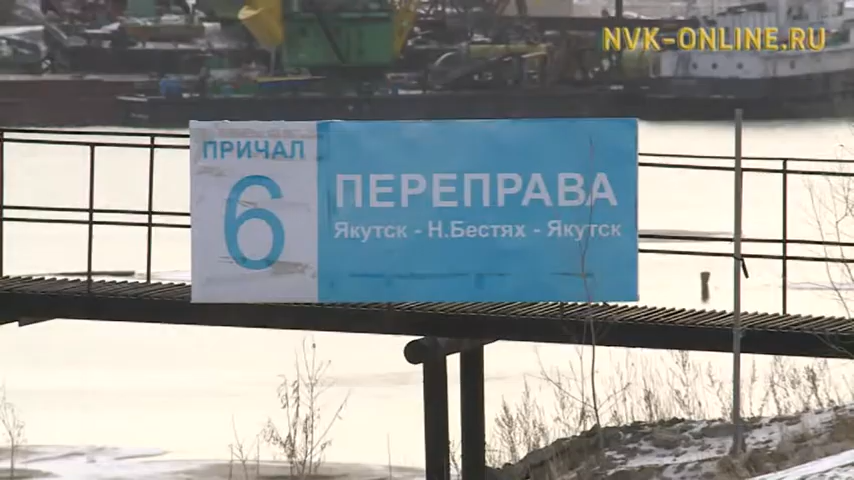 NVK-ONLINE.RU
ПРИЧАЛ
6
ПЕРЕПРАВА
Якутск - Н.Бестях - Якутск